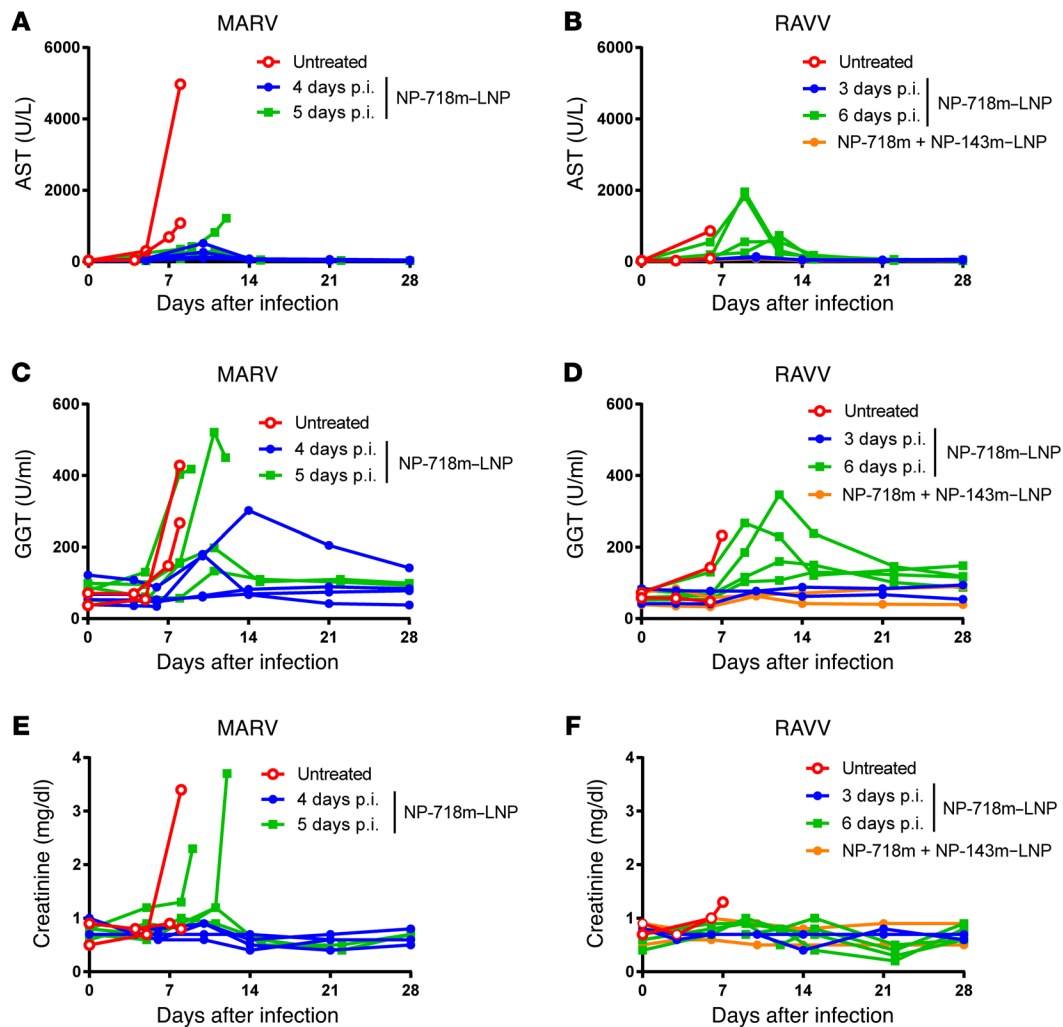 A
MARV
6000
4000
2000
0
AST (U/L)
Untreated
4 days p.i.
5 days p.i.
NP-718m–LNP
0 7 14 21 28
Days after infection
B
RAVV
6000
4000
2000
0
AST (U/L)
Untreated
3 days p.i.
6 days p.i.
NP-718m–LNP
NP-718m + NP-143m–LNP
0 7 14 21 28
Days after infection
C
MARV
600
400
200
0
GGT (U/ml)
Untreated
4 days p.i.
5 days p.i.
NP-718m–LNP
0 7 14 21 28
Days after infection
D
RAVV
600
400
200
0
GGT (U/ml)
Untreated
3 days p.i.
6 days p.i.
NP-718m–LNP
NP-718m + NP-143m–LNP
0 7 14 21 28
Days after infection
E
MARV
4
3
2
1
0
Creatinine (mg/dl)
Untreated
4 days p.i.
5 days p.i.
NP-718m–LNP
0 7 14 21 28
Days after infection
F
RAVV
4
3
2
1
0
Creatinine (mg/dl)
Untreated
3 days p.i.
6 days p.i.
NP-718m–LNP
NP-718m + NP-143m–LNP
0 7 14 21 28
Days after infection